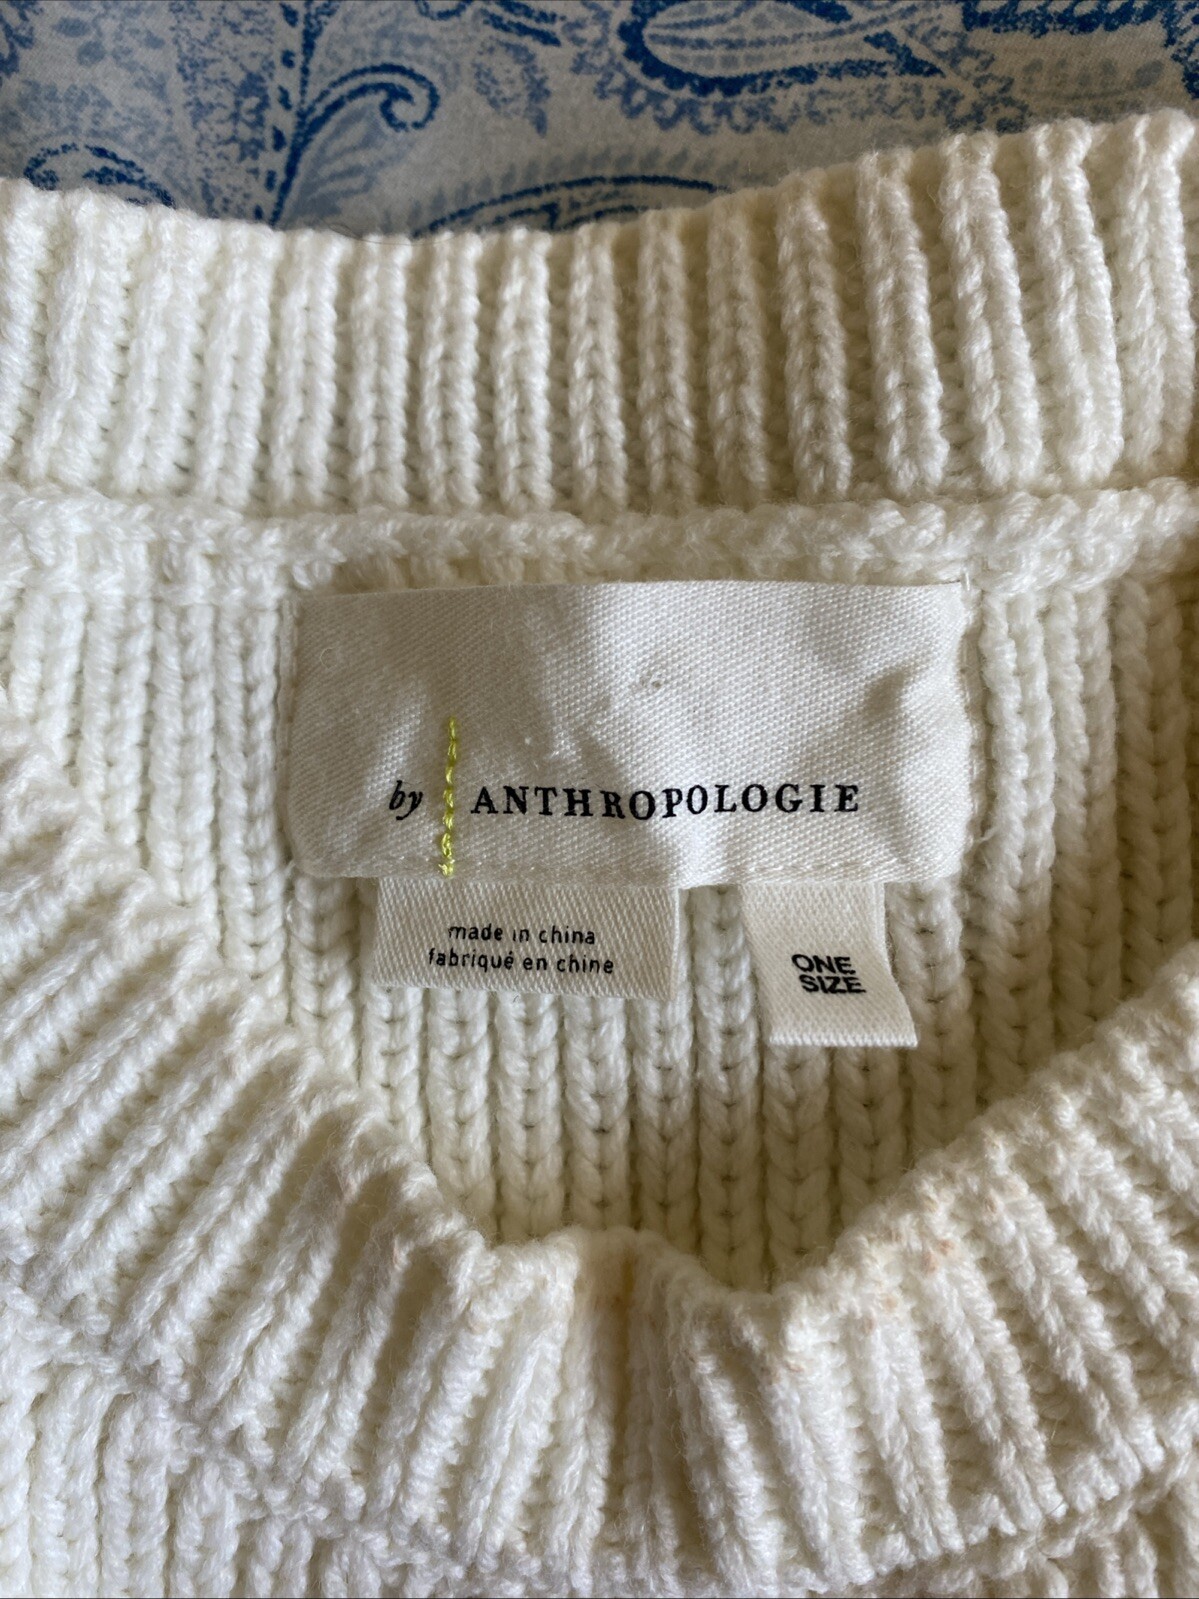 by ANTHROPOLOGIE
made in china
fabriqué en chine
ONE
SIZE